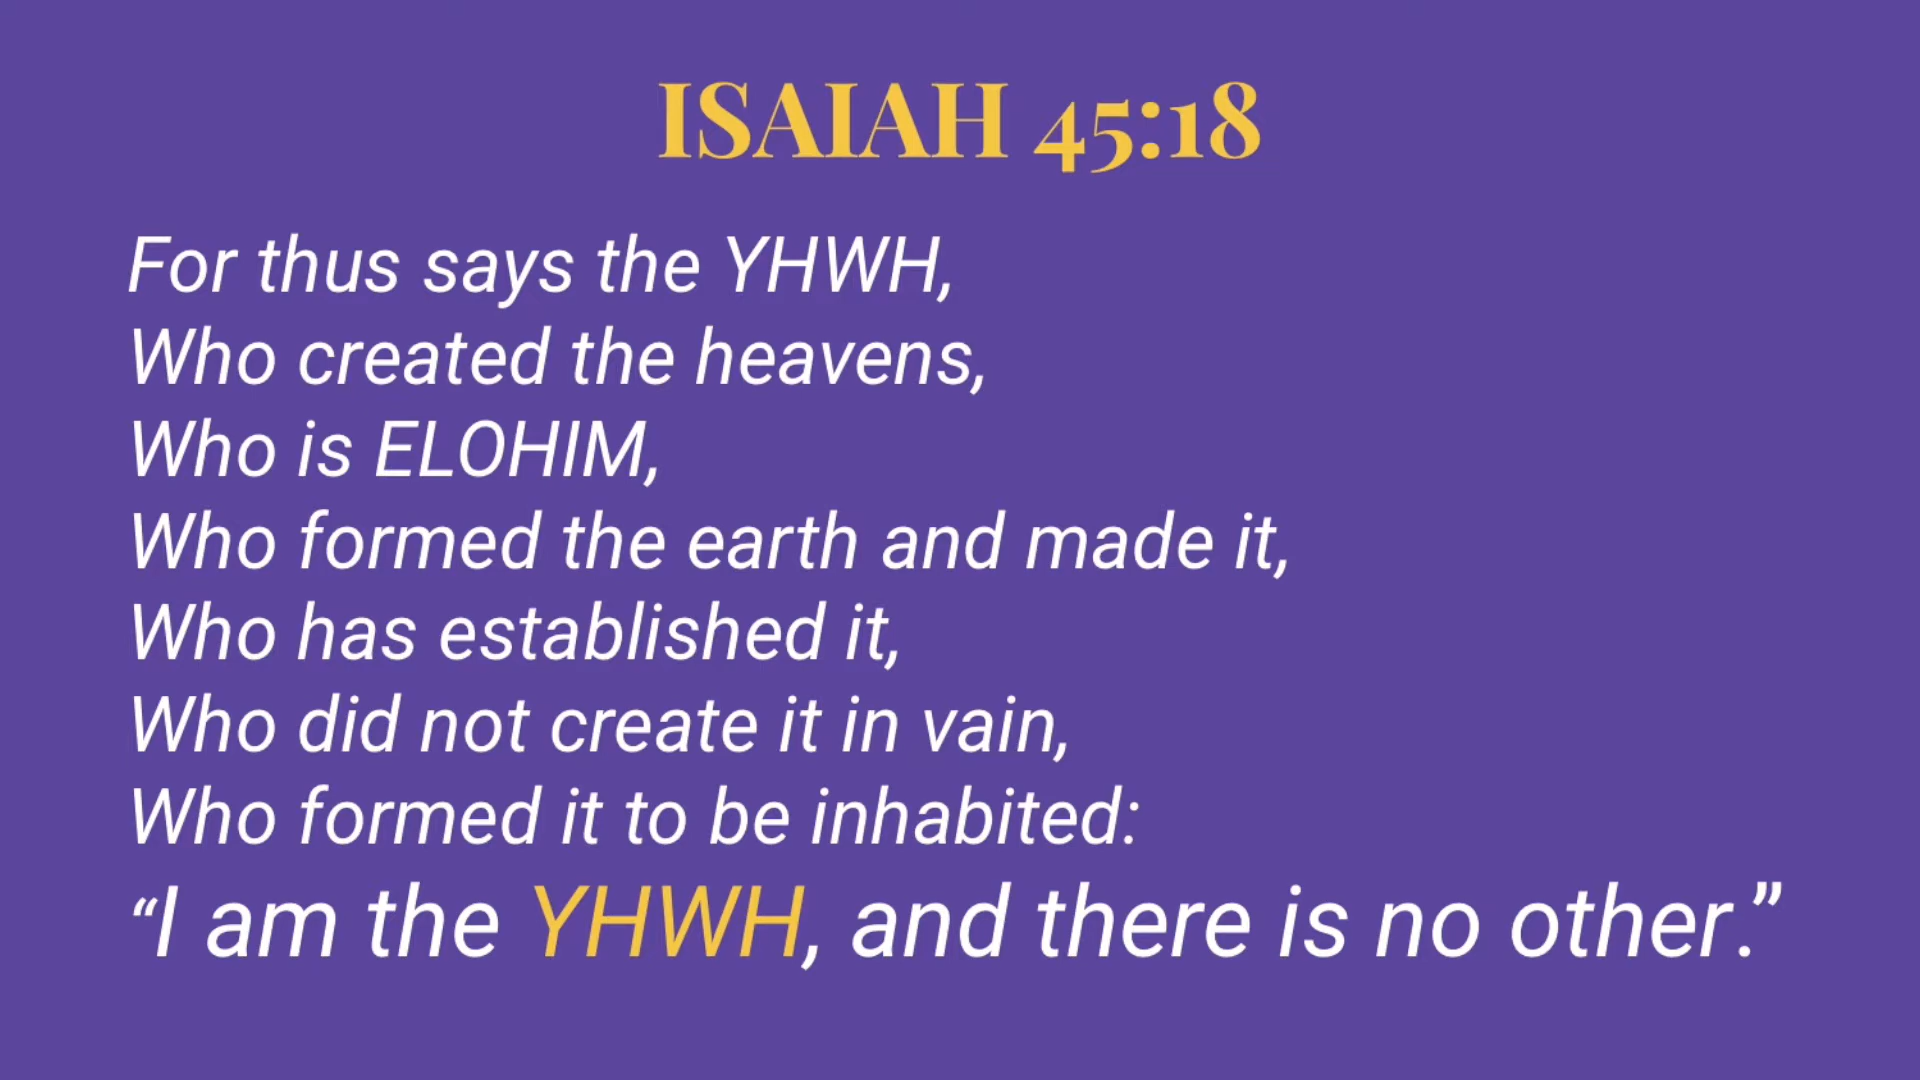 ISAIAH 45:18
For thus says the YHWH,
Who created the heavens,
Who is ELOHIM,
Who formed the earth and made it,
Who has established it,
Who did not create it in vain,
Who formed it to be inhabited:
“I am the YHWH, and there is no other.”